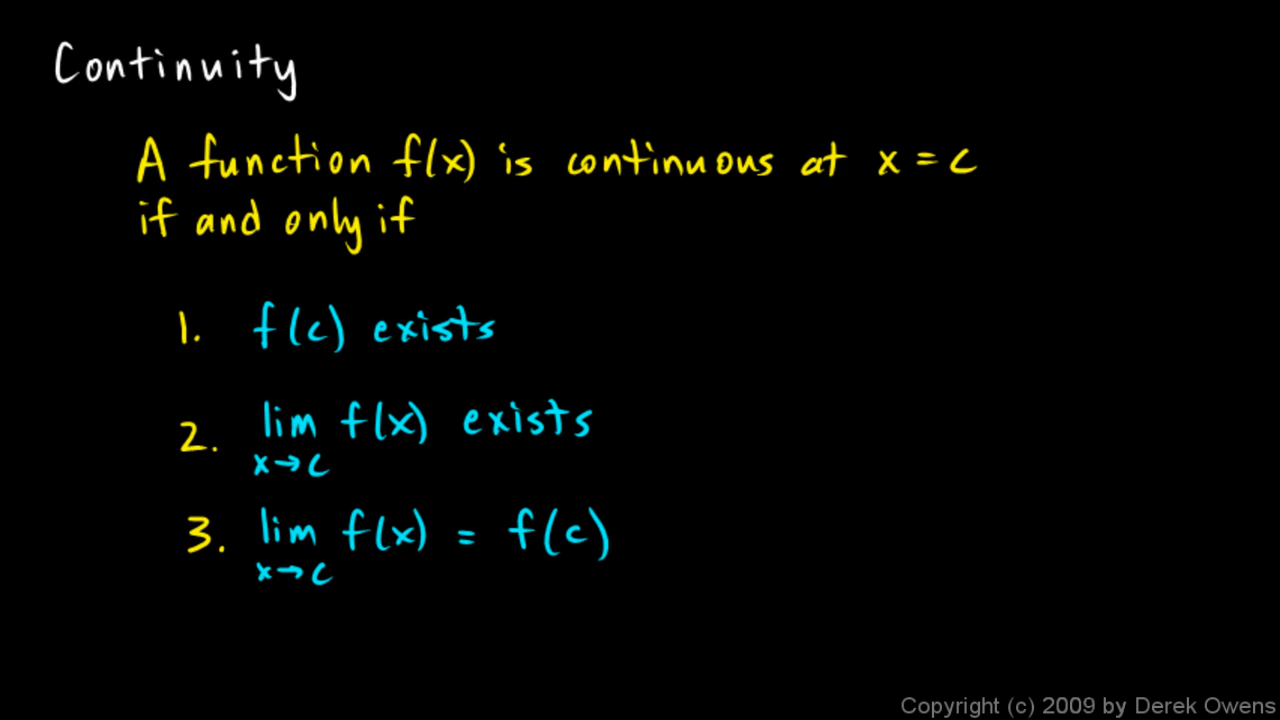 Continuity
A function f(x) is continuous at x = c
if and only if
1. f(c) exists
2. lim f(x) exists
x→c
3. lim f(x) = f(c)
x→c
Copyright (c) 2009 by Derek Owens